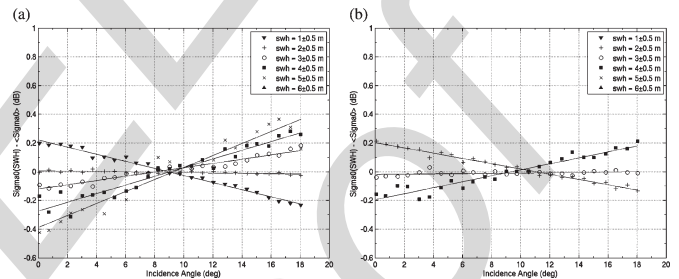 (a)
(b)
1
0.8
0.6
0.4
0.2
0
-0.2
-0.4
-0.6
Sigma0(SWH) - <Sigma0> (dB)
swh = 1±0.5 m
swh = 2±0.5 m
swh = 3±0.5 m
swh = 4±0.5 m
swh = 5±0.5 m
swh = 6±0.5 m
0 2 4 6 8 10 12 14 16 18 20
Incidence Angle (deg)
1
0.8
0.6
0.4
0.2
0
-0.2
-0.4
-0.6
Sigma0(SWH) - <Sigma0> (dB)
swh = 1±0.5 m
swh = 2±0.5 m
swh = 3±0.5 m
swh = 4±0.5 m
swh = 5±0.5 m
swh = 6±0.5 m
0 2 4 6 8 10 12 14 16 18 20
Incidence Angle (deg)